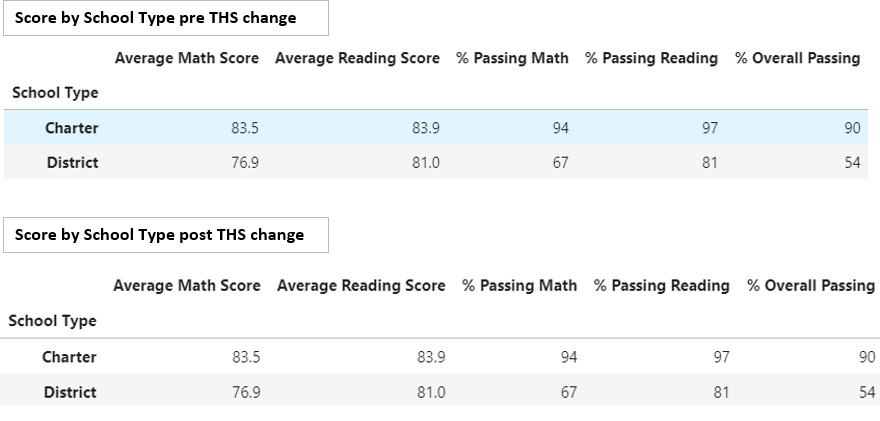 Score by School Type pre THS change
Average Math Score Average Reading Score % Passing Math % Passing Reading % Overall Passing
School Type
Charter 83.5 83.9 94 97 90
District 76.9 81.0 67 81 54
Score by School Type post THS change
Average Math Score Average Reading Score % Passing Math % Passing Reading % Overall Passing
School Type
Charter 83.5 83.9 94 97 90
District 76.9 81.0 67 81 54